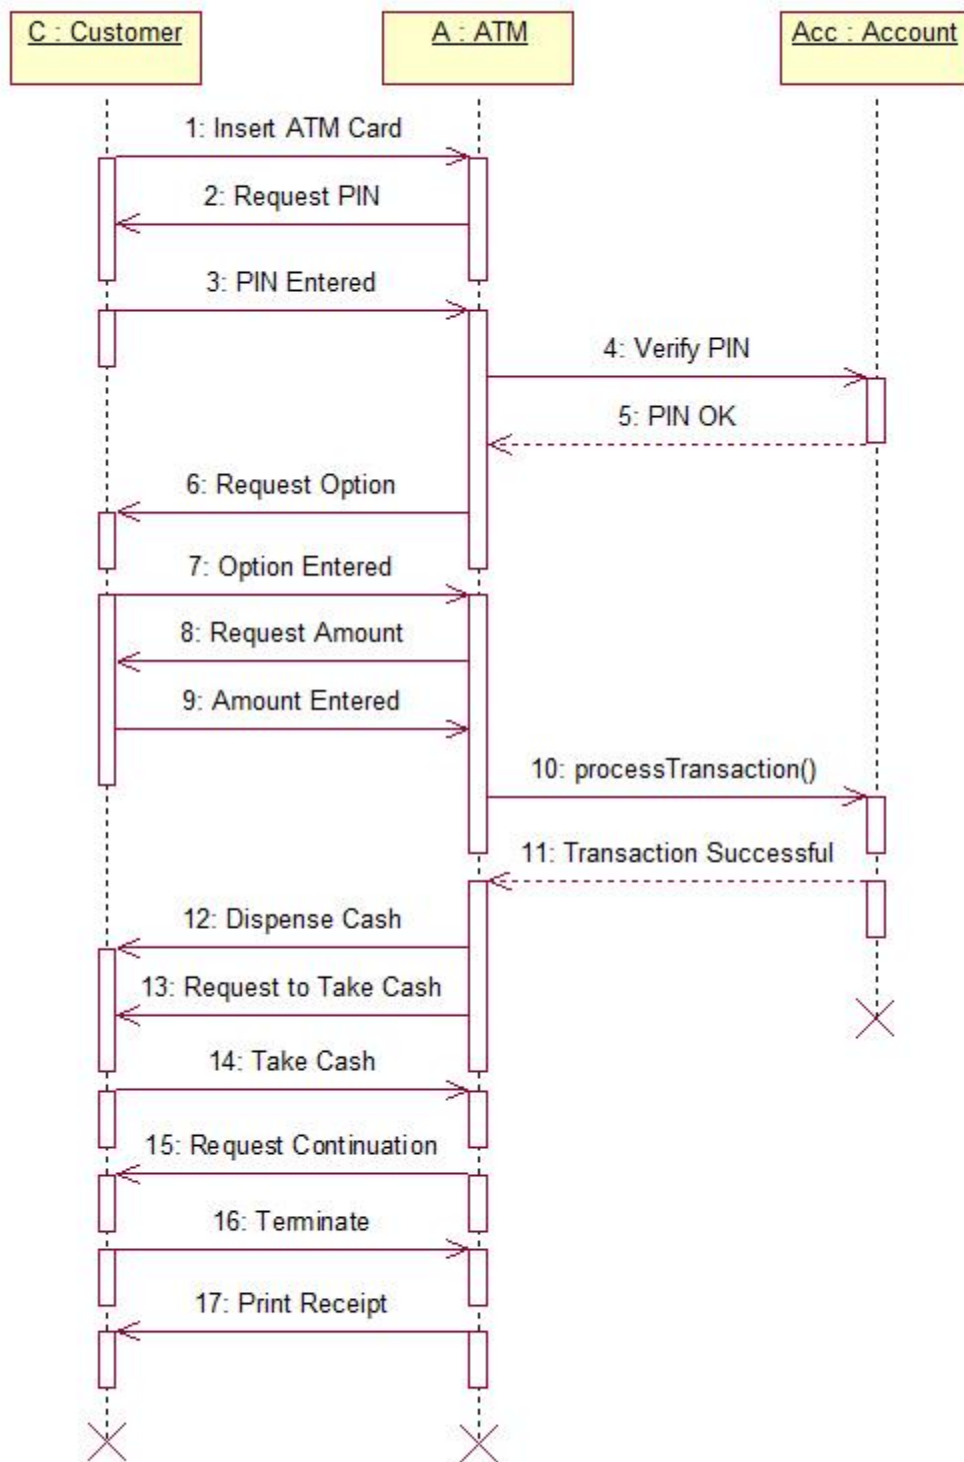 C : Customer
A : ATM
Acc : Account
1: Insert ATM Card
2: Request PIN
3: PIN Entered
4: Verify PIN
5: PIN OK
6: Request Option
7: Option Entered
8: Request Amount
9: Amount Entered
10: processTransaction()
11: Transaction Successful
12: Dispense Cash
13: Request to Take Cash
14: Take Cash
15: Request Continuation
16: Terminate
17: Print Receipt